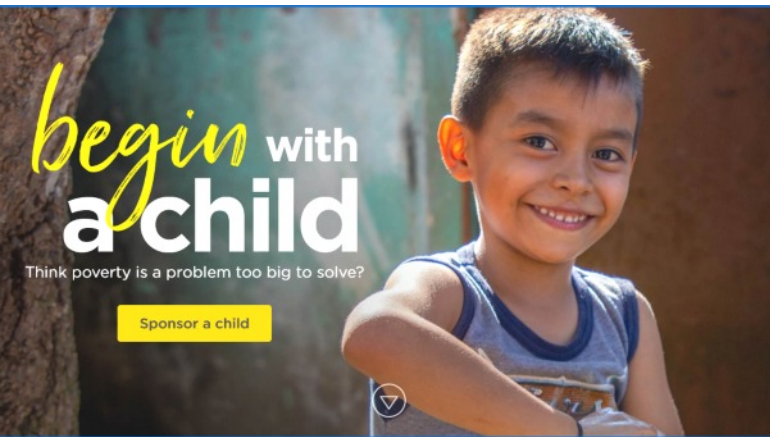 begin with
a child
Think poverty is a problem too big to solve?
Sponsor a child